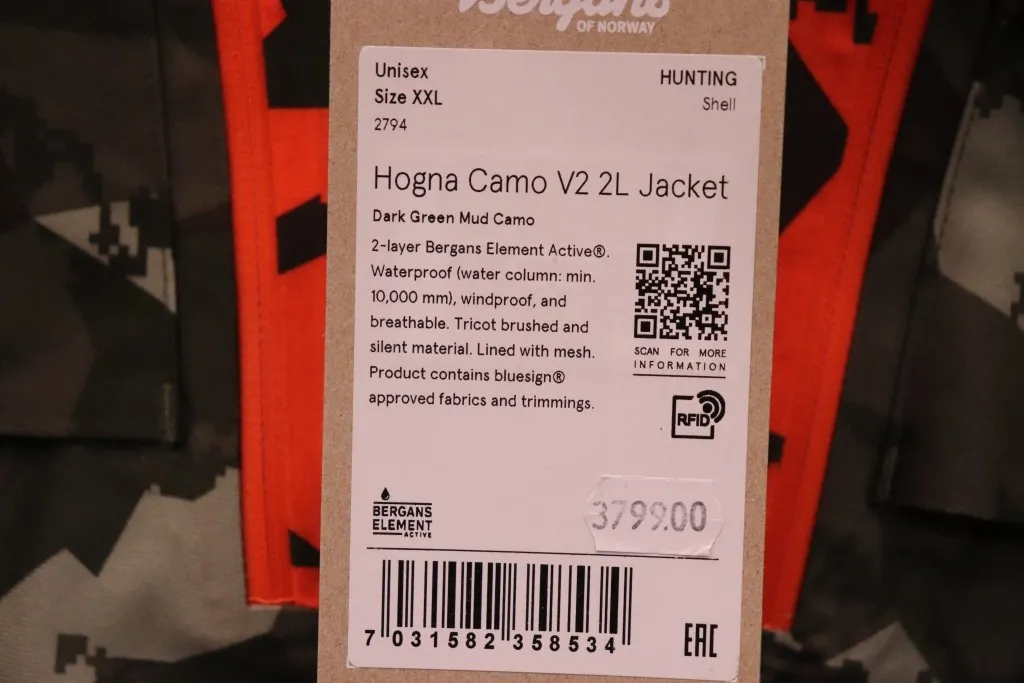 Bergans
OF NORWAY
Unisex
Size XXL
2794
HUNTING
Shell
Hogna Camo V2 2L Jacket
Dark Green Mud Camo
2-layer Bergans Element Active®.
Waterproof (water column: min.
10,000 mm), windproof, and
breathable. Tricot brushed and
silent material. Lined with mesh.
Product contains bluesign®
approved fabrics and trimmings.
SCAN FOR MORE
INFORMATION
RFID
BERGANS
ELEMENT
ACTIVE
3799.00
7 031582 358534
EAC